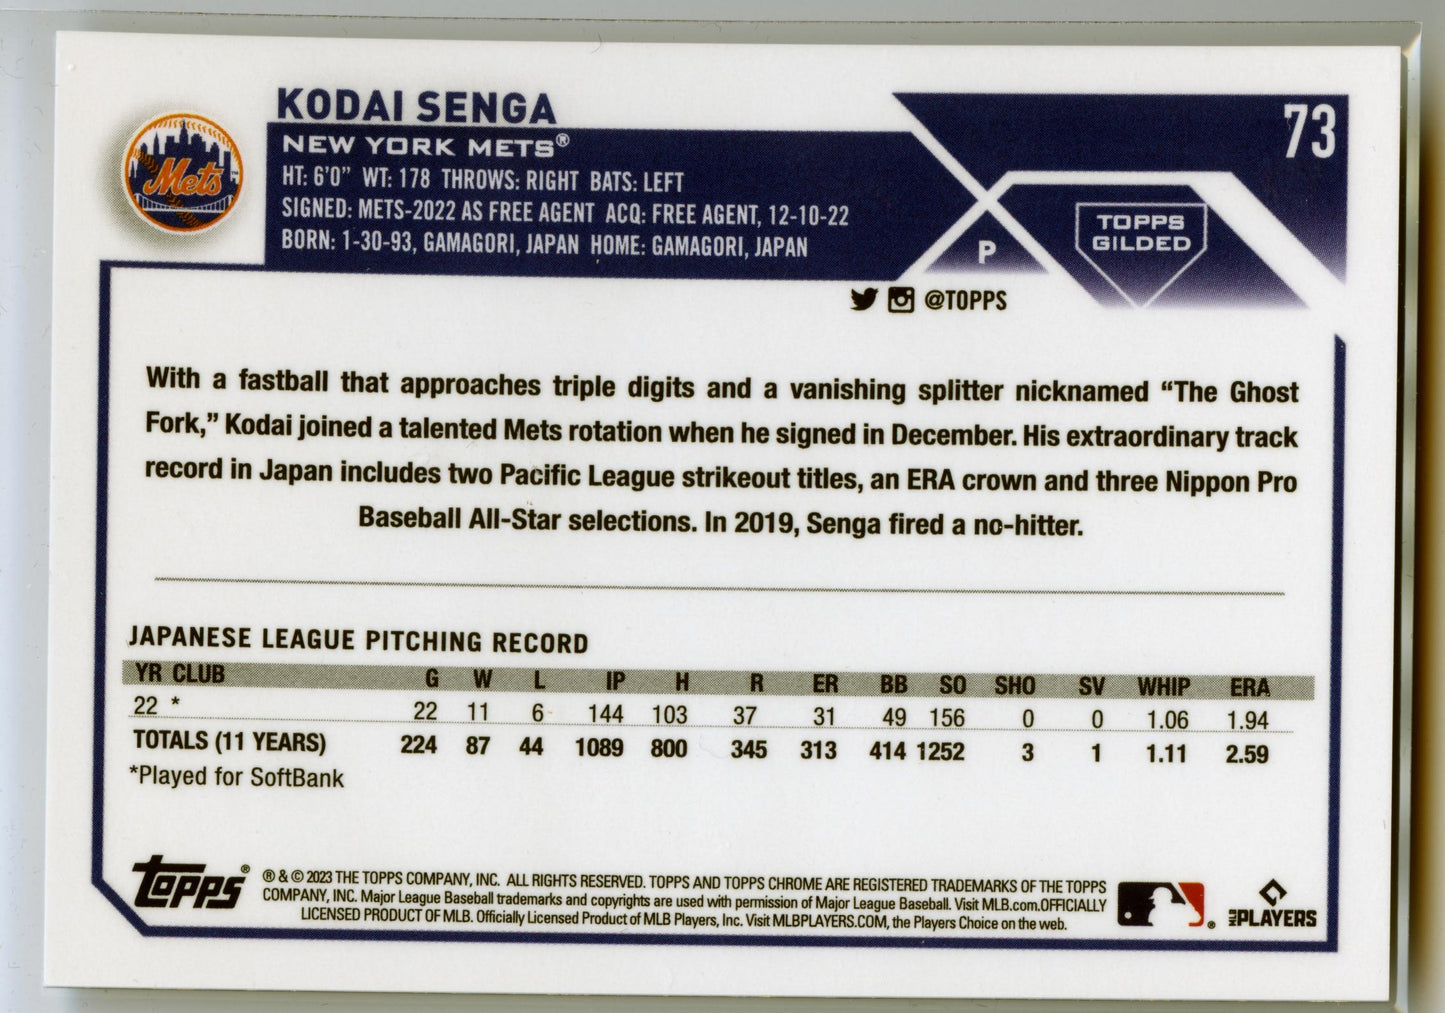 KODAI SENGA
73
NEW YORK METS®
HT: 6'0" WT: 178 THROWS: RIGHT BATS: LEFT
SIGNED: METS-2022 AS FREE AGENT ACQ: FREE AGENT, 12-10-22
BORN: 1-30-93, GAMAGORI, JAPAN HOME: GAMAGORI, JAPAN
Mets
P
TOPPS
GILDED
@TOPPS
With a fastball that approaches triple digits and a vanishing splitter nicknamed “The Ghost
Fork,” Kodai joined a talented Mets rotation when he signed in December. His extraordinary track
record in Japan includes two Pacific League strikeout titles, an ERA crown and three Nippon Pro
Baseball All-Star selections. In 2019, Senga fired a no-hitter.
JAPANESE LEAGUE PITCHING RECORD
YR CLUB G W L IP H R ER BB SO SHO SV WHIP ERA
22 * 22 11 6 144 103 37 31 49 156 0 0 1.06 1.94
TOTALS (11 YEARS) 224 87 44 1089 800 345 313 414 1252 3 1 1.11 2.59
*Played for SoftBank
Topps®
® & © 2023 THE TOPPS COMPANY, INC. ALL RIGHTS RESERVED. TOPPS AND TOPPS CHROME ARE REGISTERED TRADEMARKS OF THE TOPPS
COMPANY, INC. Major League Baseball trademarks and copyrights are used with permission of Major League Baseball. Visit MLB.com.OFFICIALLY
LICENSED PRODUCT OF MLB. Officially Licensed Product of MLB Players, Inc. Visit MLBPLAYERS.COM, the Players Choice on the web.
®
MLB PLAYERS